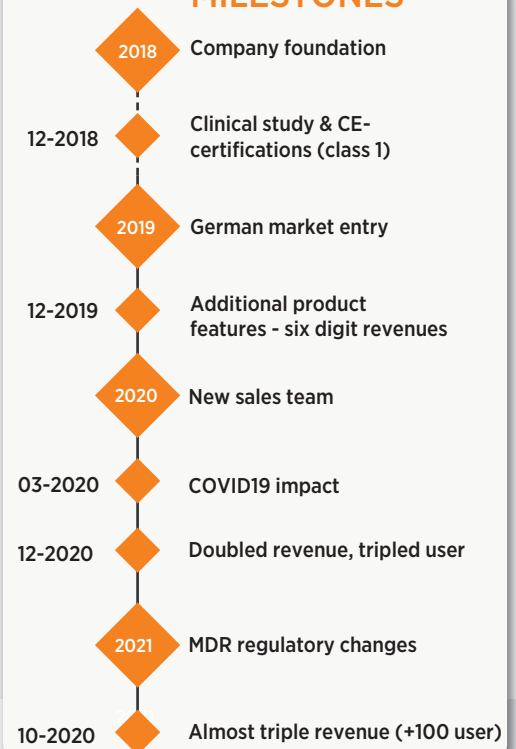 MILESTONES
2018 Company foundation
12-2018 Clinical study & CE-
certifications (class 1)
2019 German market entry
12-2019 Additional product
features - six digit revenues
2020 New sales team
03-2020 COVID19 impact
12-2020 Doubled revenue, tripled user
2021 MDR regulatory changes
10-2020 Almost triple revenue (+100 user)